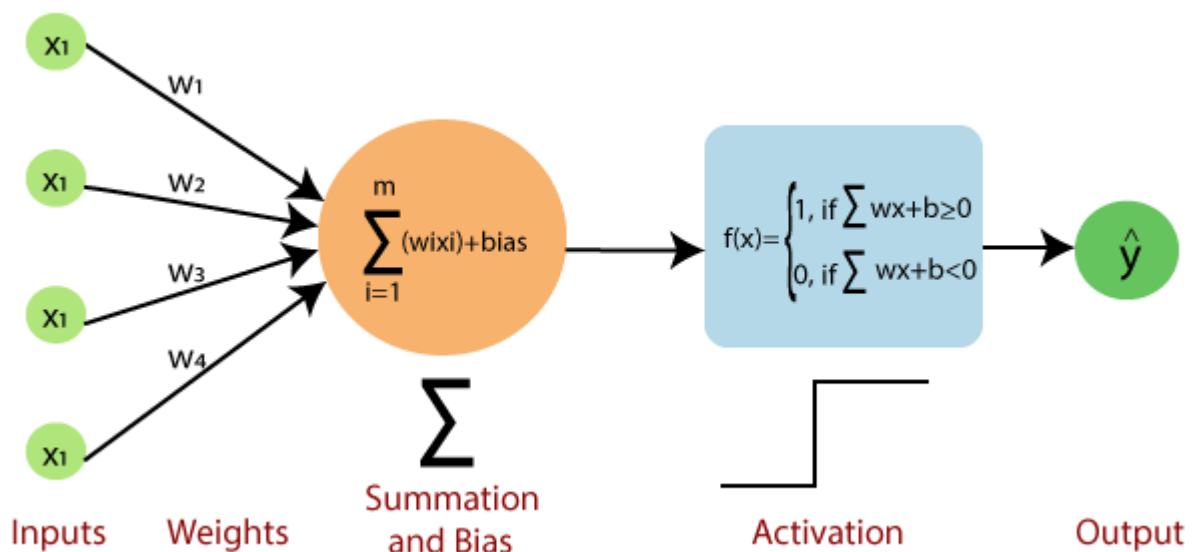 x1
w1
x1
w2
x1
w3
x1
w4
m
∑(wixi)+bias
i=1
f(x)={1, if ∑ wx+b≥0
0, if ∑ wx+b<0
ŷ
∑
Inputs
Weights
Summation
and Bias
Activation
Output